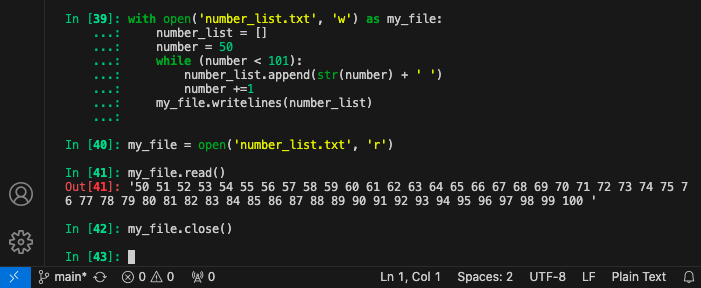 In [39]: with open('number_list.txt', 'w') as my_file:
    ...:     number_list = []
    ...:     number = 50
    ...:     while (number < 101):
    ...:         number_list.append(str(number) + ' ')
    ...:         number +=1
    ...:     my_file.writelines(number_list)
    ...:
In [40]: my_file = open('number_list.txt', 'r')
In [41]: my_file.read()
Out[41]: '50 51 52 53 54 55 56 57 58 59 60 61 62 63 64 65 66 67 68 69 70 71 72 73 74 75 7
6 77 78 79 80 81 82 83 84 85 86 87 88 89 90 91 92 93 94 95 96 97 98 99 100 '
In [42]: my_file.close()
In [43]:
main* 0 0 0 Ln 1, Col 1 Spaces: 2 UTF-8 LF Plain Text